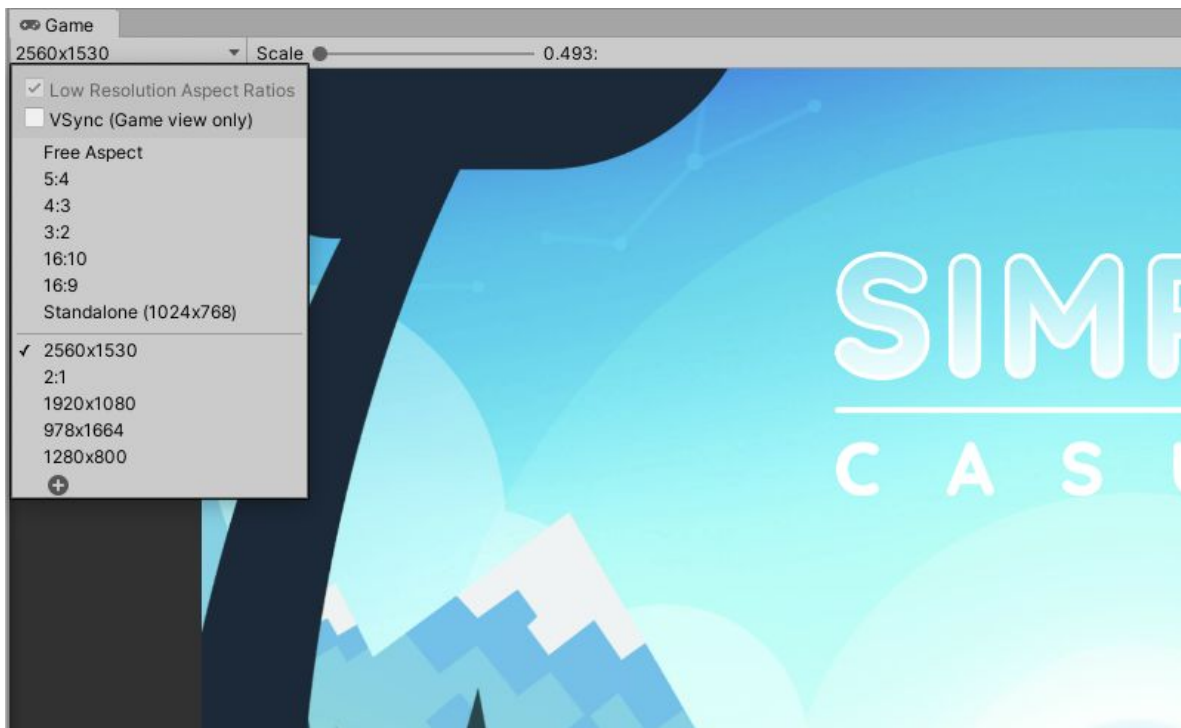 Game
2560x1530 Scale 0.493:
Low Resolution Aspect Ratios
VSync (Game view only)
Free Aspect
5:4
4:3
3:2
16:10
16:9
Standalone (1024x768)
2560x1530
2:1
1920x1080
978x1664
1280x800
SIMP
CASU